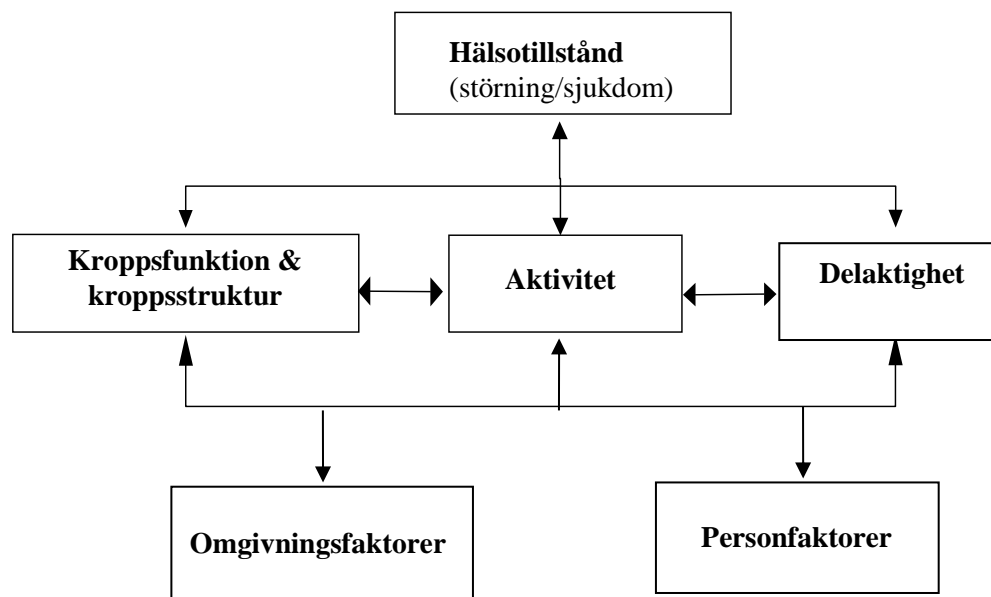 Hälsotillstånd
(störning/sjukdom)
Kroppsfunktion &
kroppsstruktur
Aktivitet
Delaktighet
Omgivningsfaktorer
Personfaktorer